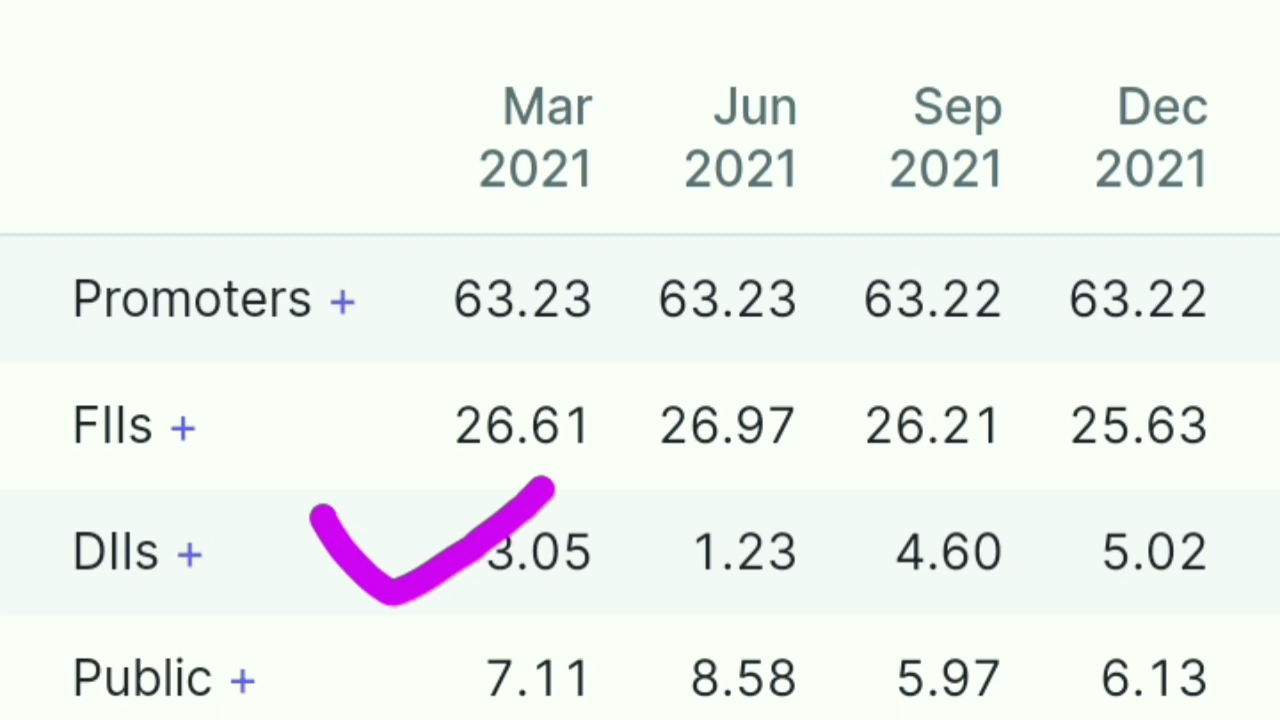 Mar Jun Sep Dec
2021 2021 2021 2021
Promoters + 63.23 63.23 63.22 63.22
FIIs + 26.61 26.97 26.21 25.63
DIIs + 3.05 1.23 4.60 5.02
Public + 7.11 8.58 5.97 6.13